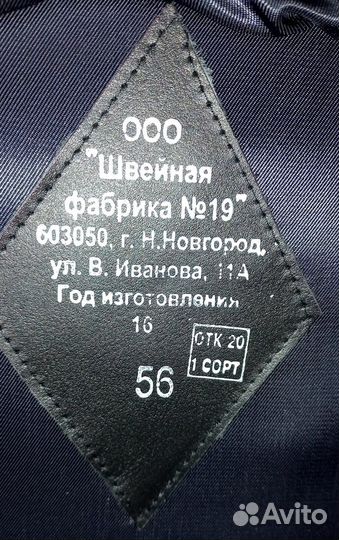 ООО
"Швейная
фабрика №19"
603050, г. Н.Новгород,
ул. В. Иванова, 11А
Год изготовления
16
ОТК 20
1 СОРТ
56
Avito